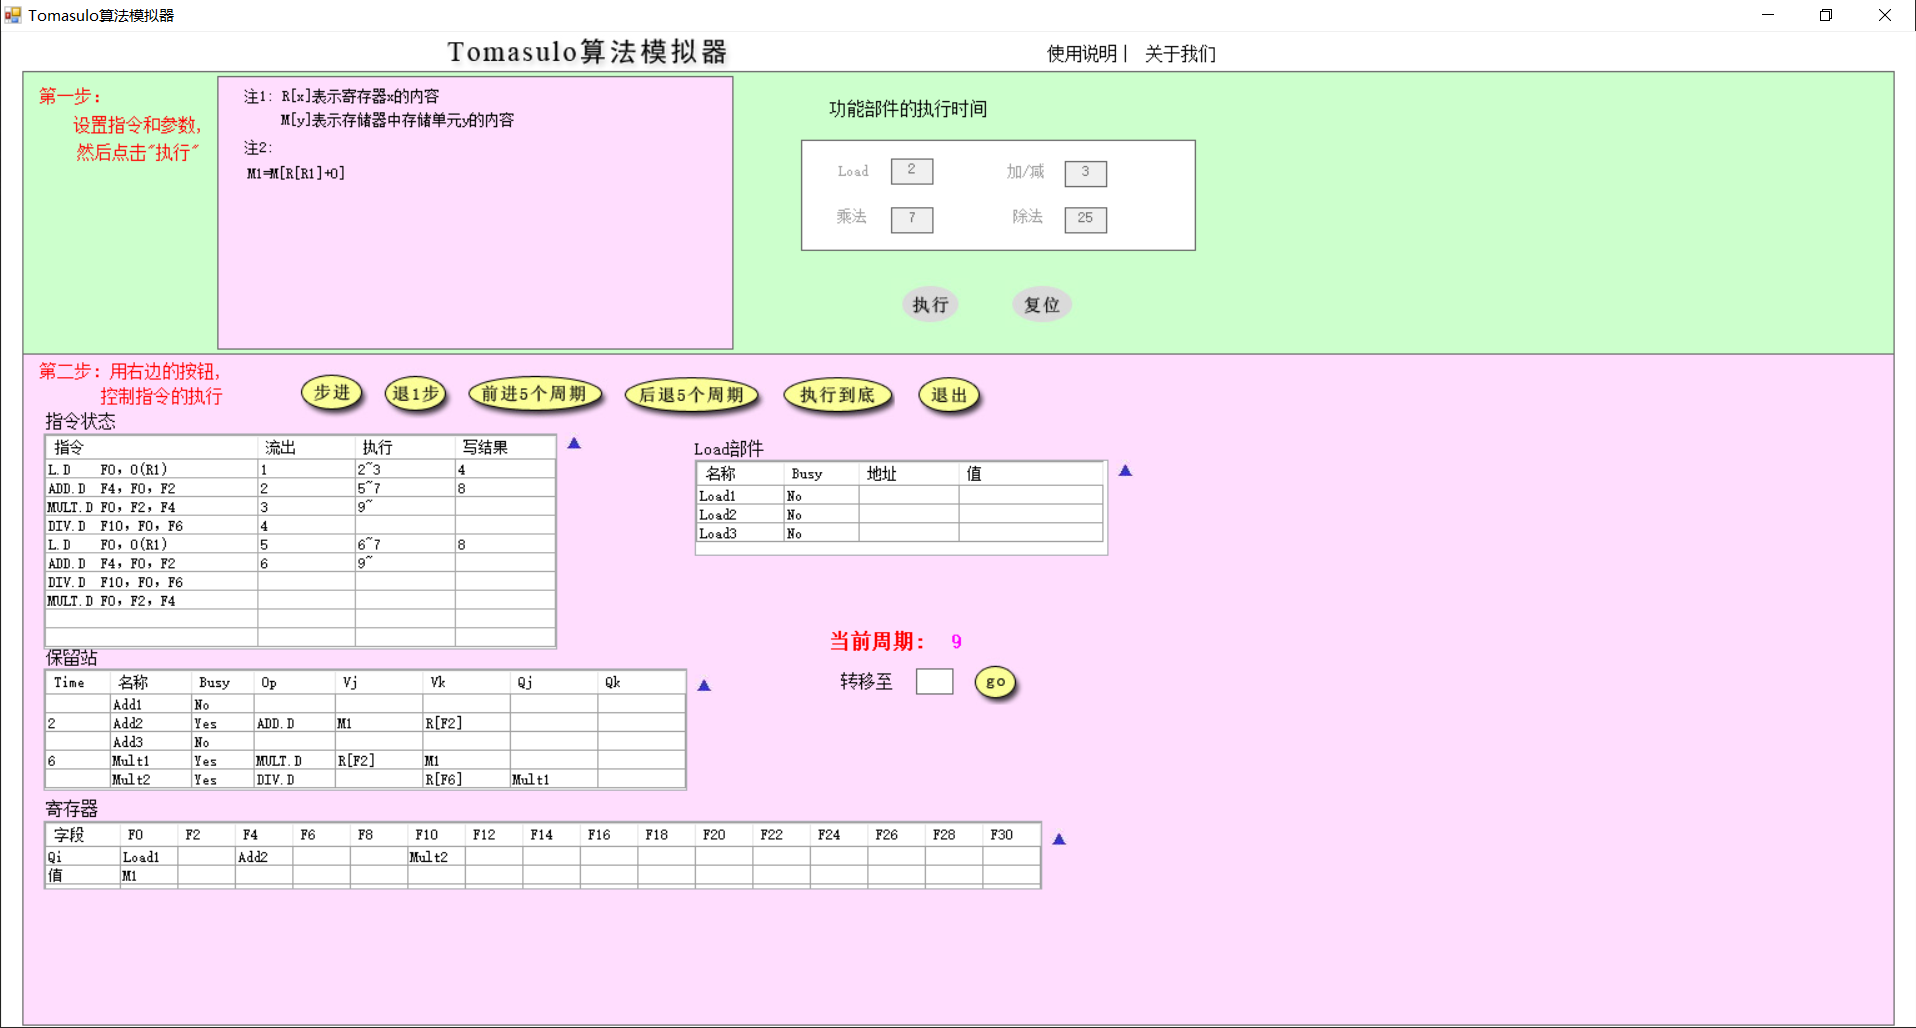 Tomasulo算法模拟器
Tomasulo算法模拟器
使用说明 | 关于我们
第一步：
设置指令和参数，
然后点击"执行"
注1：R[x]表示寄存器x的内容
M[y]表示存储器中存储单元y的内容
注2：
M1=M[R[R1]+0]
功能部件的执行时间
Load 2 加/减 3
乘法 7 除法 25
执行 复位
第二步：用右边的按钮，
控制指令的执行
步进 退1步 前进5个周期 后退5个周期 执行到底 退出
指令状态
指令 流出 执行 写结果
L.D F0, 0(R1) 1 2~3 4
ADD.D F4, F0, F2 2 5~7 8
MULT.D F0, F2, F4 3 9~
DIV.D F10, F0, F6 4
L.D F0, 0(R1) 5 6~7 8
ADD.D F4, F0, F2 6 9~
DIV.D F10, F0, F6
MULT.D F0, F2, F4
Load部件
名称 Busy 地址 值
Load1 No
Load2 No
Load3 No
当前周期： 9
转移至 go
保留站
Time 名称 Busy Op Vj Vk Qj Qk
Add1 No
2 Add2 Yes ADD.D M1 R[F2]
Add3 No
6 Mult1 Yes MULT.D R[F2] M1
Mult2 Yes DIV.D R[F6] Mult1
寄存器
字段 F0 F2 F4 F6 F8 F10 F12 F14 F16 F18 F20 F22 F24 F26 F28 F30
Qi Load1 Add2 Mult2
值 M1